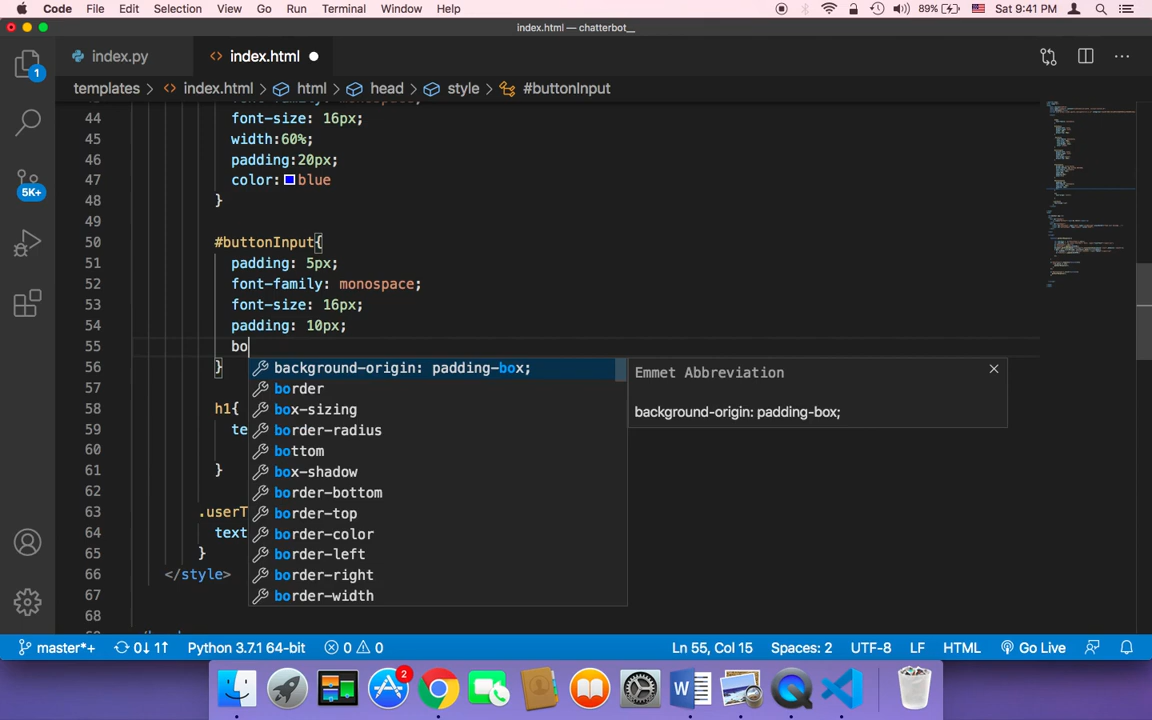 Code File Edit Selection View Go Run Terminal Window Help 89% Sat 9:41 PM
index.html — chatterbot__
index.py index.html
templates > index.html > html > head > style > #buttonInput
1
5K+
44 font-size: 16px;
45 width:60%;
46 padding:20px;
47 color: blue
48 }
49
50 #buttonInput{
51 padding: 5px;
52 font-family: monospace;
53 font-size: 16px;
54 padding: 10px;
55 bo
56 }
background-origin: padding-box;
Emmet Abbreviation
57
border
58 h1{
box-sizing
background-origin: padding-box;
59 te
border-radius
60
bottom
61 }
box-shadow
62
border-bottom
63 .userT
border-top
64 text
border-color
65 }
border-left
66 </style>
border-right
67
border-width
68
master*+ 0↓ 1↑ Python 3.7.1 64-bit 0 0 Ln 55, Col 15 Spaces: 2 UTF-8 LF HTML Go Live
2